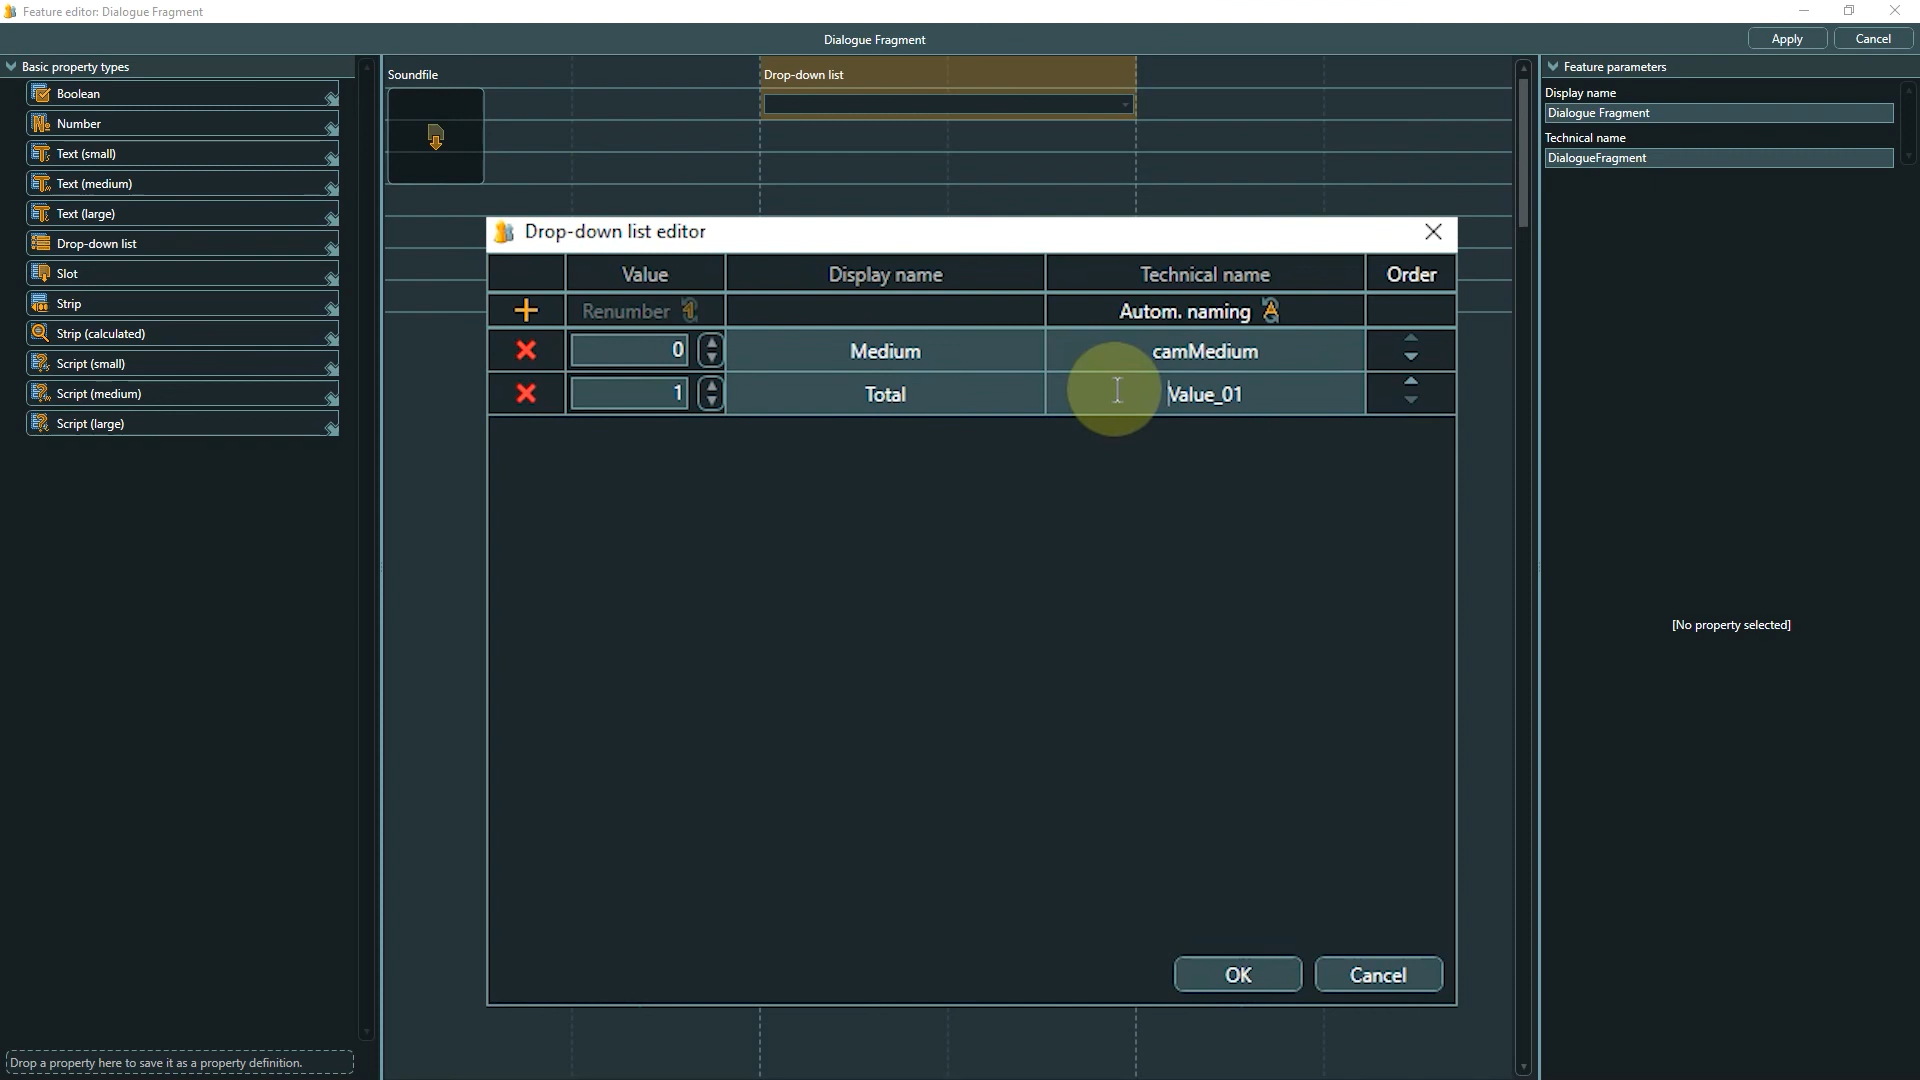 Feature editor: Dialogue Fragment
Dialogue Fragment
Apply
Cancel
Basic property types
Boolean
Number
Text (small)
Text (medium)
Text (large)
Drop-down list
Slot
Strip
Strip (calculated)
Script (small)
Script (medium)
Script (large)
Drop a property here to save it as a property definition.
Soundfile
Drop-down list
Drop-down list editor
Value
Display name
Technical name
Order
Renumber
Autom. naming
0
Medium
camMedium
1
Total
Value_01
OK
Cancel
Feature parameters
Display name
Dialogue Fragment
Technical name
DialogueFragment
[No property selected]